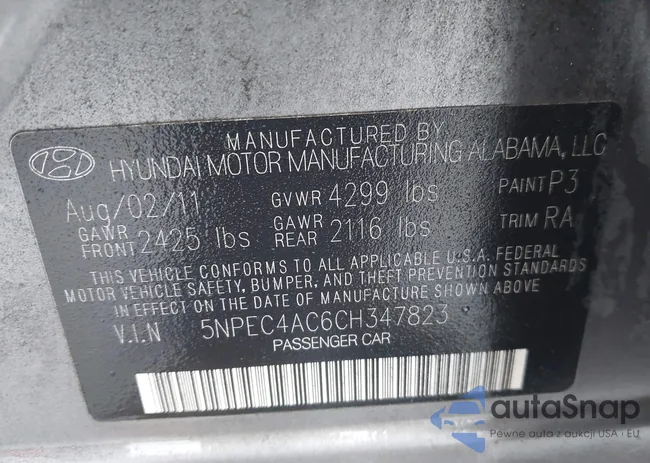 MANUFACTURED BY
HYUNDAI MOTOR MANUFACTURING ALABAMA, LLC
Aug/02/11 GVWR 4299 lbs PAINT P3
GAWR FRONT 2425 lbs GAWR REAR 2116 lbs TRIM RA
THIS VEHICLE CONFORMS TO ALL APPLICABLE U.S.A. FEDERAL
MOTOR VEHICLE SAFETY, BUMPER, AND THEFT PREVENTION STANDARDS
IN EFFECT ON THE DATE OF MANUFACTURE SHOWN ABOVE
V.I.N 5NPEC4AC6CH347823
PASSENGER CAR
autaSnap
Pewne auta z aukcji USA i EU